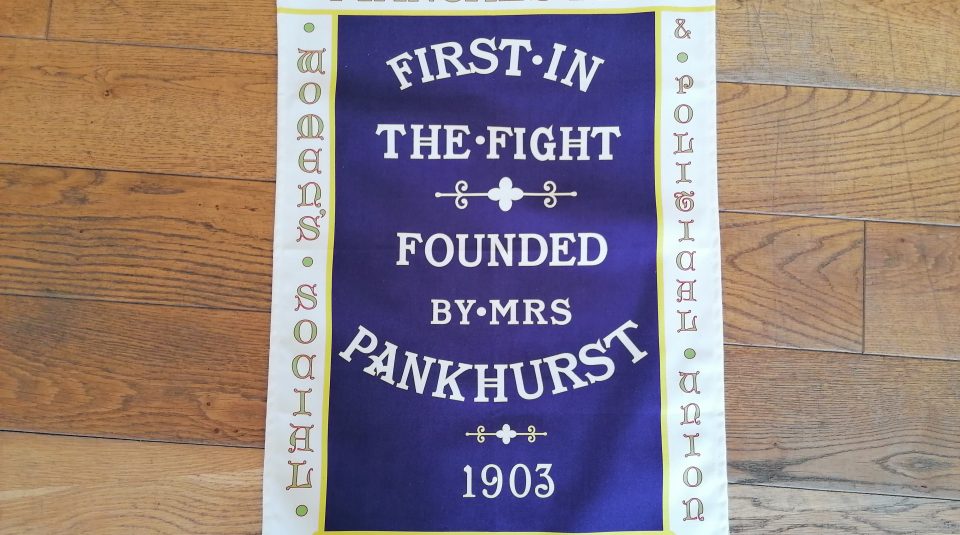 FIRST·IN
THE·FIGHT
FOUNDED
BY·MRS
PANKHURST
1903
· WOMEN'S · SOCIAL ·
& · POLITICAL · UNION